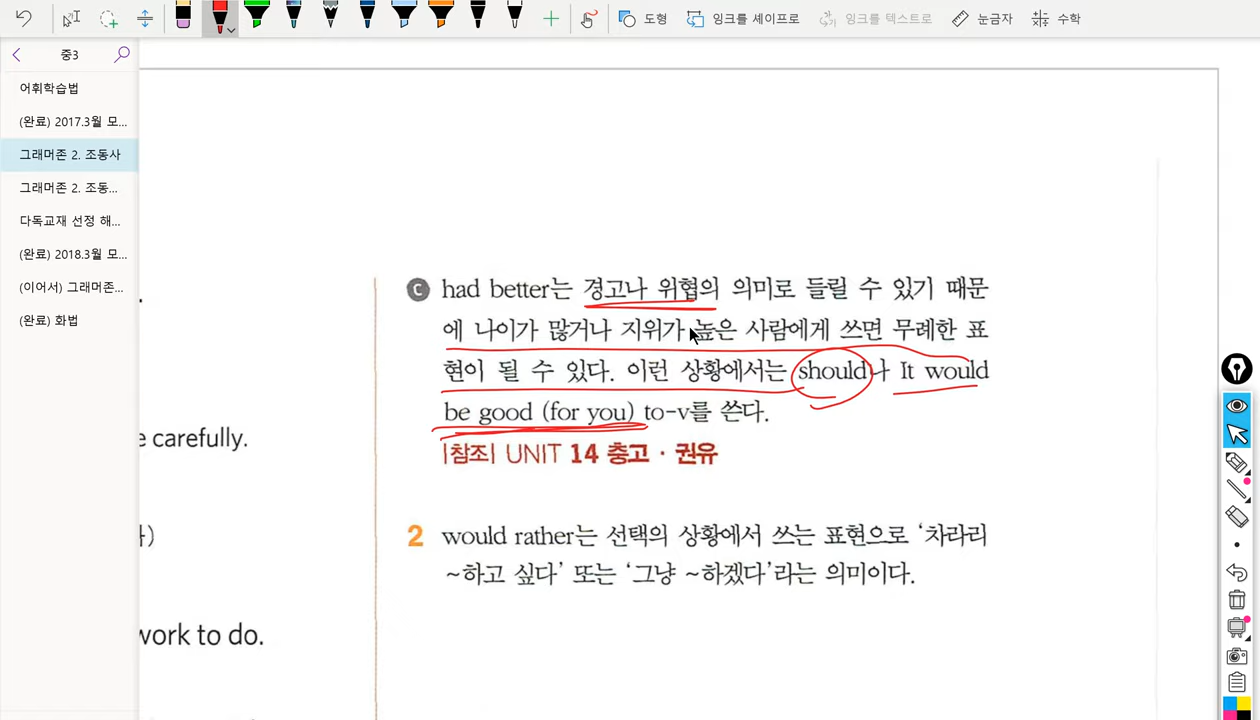 도형
잉크를 셰이프로
잉크를 텍스트로
눈금자
수학
중3
어휘학습법
(완료) 2017.3월 모...
그래머존 2. 조동사
그래머존 2. 조동...
다독교재 선정 해...
(완료) 2018.3월 모...
(이어서) 그래머존...
(완료) 화법
e carefully.
work to do.
C had better는 경고나 위협의 의미로 들릴 수 있기 때문
에 나이가 많거나 지위가 높은 사람에게 쓰면 무례한 표
현이 될 수 있다. 이런 상황에서는 should나 It would
be good (for you) to-v를 쓴다.
|참조| UNIT 14 충고 · 권유
2 would rather는 선택의 상황에서 쓰는 표현으로 ‘차라리
~하고 싶다’ 또는 ‘그냥 ~하겠다’라는 의미이다.